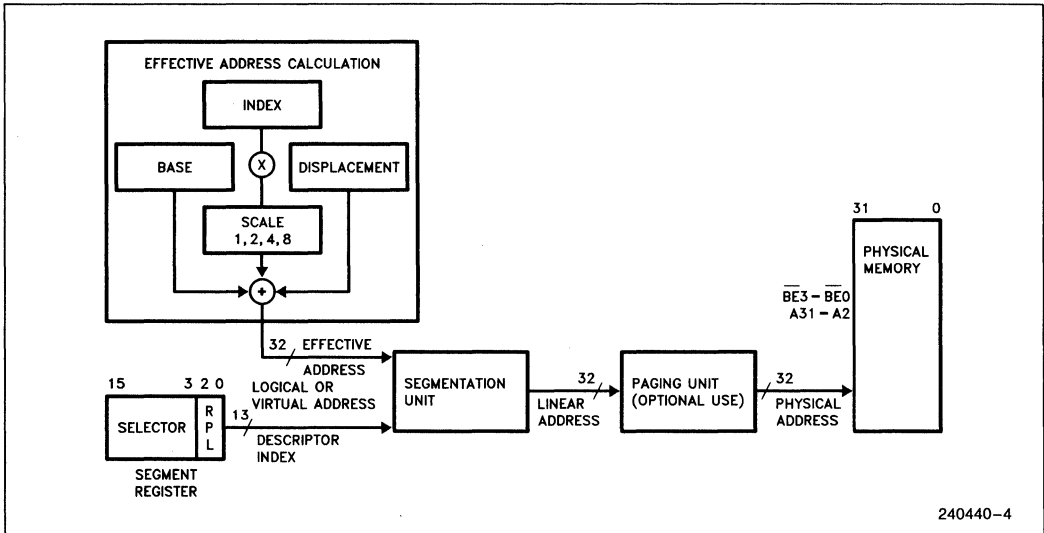 EFFECTIVE ADDRESS CALCULATION
INDEX
BASE
X
DISPLACEMENT
SCALE
1, 2, 4, 8
+
32
EFFECTIVE
ADDRESS
LOGICAL OR
VIRTUAL ADDRESS
15 3 2 0
SELECTOR
R
P
L
13
DESCRIPTOR
INDEX
SEGMENT
REGISTER
SEGMENTATION
UNIT
32
LINEAR
ADDRESS
PAGING UNIT
(OPTIONAL USE)
32
PHYSICAL
ADDRESS
31 0
PHYSICAL
MEMORY
B̅E̅3 – B̅E̅0
A31 – A2
240440–4